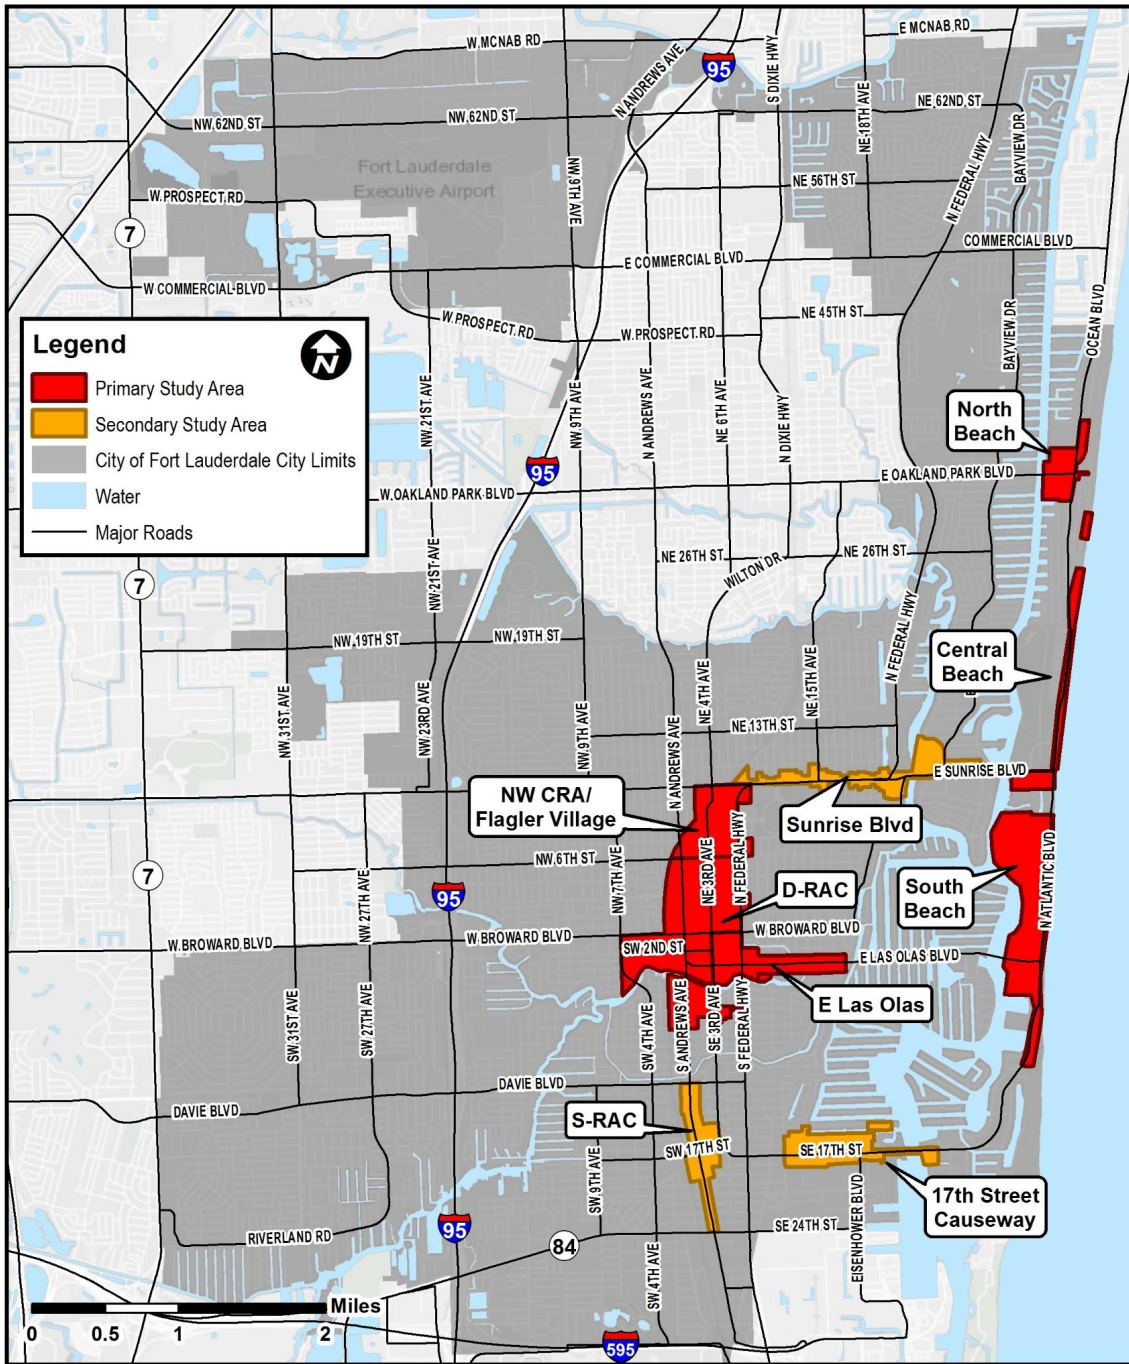 W MCNAB RD
E MCNAB RD
N ANDREWS AVE
95
S DIXIE HWY
NW 62ND ST
NW 62ND ST
NE 62ND ST
NE 18TH AVE
N FEDERAL HWY
BAYVIEW DR
Fort Lauderdale
Executive Airport
NW 9TH AVE
NE 56TH ST
W PROSPECT RD
7
COMMERCIAL BLVD
E COMMERCIAL BLVD
W COMMERCIAL BLVD
W PROSPECT RD
W PROSPECT RD
NE 45TH ST
BAYVIEW DR
OCEAN BLVD
Legend
N
Primary Study Area
Secondary Study Area
City of Fort Lauderdale City Limits
Water
Major Roads
NW 21ST AVE
NW 9TH AVE
N ANDREWS AVE
NE 6TH AVE
N DIXIE HWY
North
Beach
95
E OAKLAND PARK BLVD
W OAKLAND PARK BLVD
NW 21ST AVE
NE 26TH ST
WILTON DR
NE 26TH ST
7
N FEDERAL HWY
NW 19TH ST
NW 19TH ST
Central
Beach
NW 31ST AVE
NW 23RD AVE
NW 9TH AVE
N ANDREWS AVE
NE 4TH AVE
NE 15TH AVE
NE 13TH ST
E SUNRISE BLVD
NW CRA/
Flagler Village
Sunrise Blvd
NW 6TH ST
NW 7TH AVE
NE 3RD AVE
N FEDERAL HWY
7
95
NW 27TH AVE
D-RAC
South
Beach
N ATLANTIC BLVD
W BROWARD BLVD
W BROWARD BLVD
W BROWARD BLVD
SW 2ND ST
E LAS OLAS BLVD
E Las Olas
SW 31ST AVE
SW 27TH AVE
SW 4TH AVE
S ANDREWS AVE
SE 3RD AVE
S FEDERAL HWY
DAVIE BLVD
DAVIE BLVD
S-RAC
SW 17TH ST
SE 17TH ST
SW 9TH AVE
17th Street
Causeway
RIVERLAND RD
95
84
SE 24TH ST
EISENHOWER BLVD
SW 4TH AVE
Miles
0 0.5 1 2
595